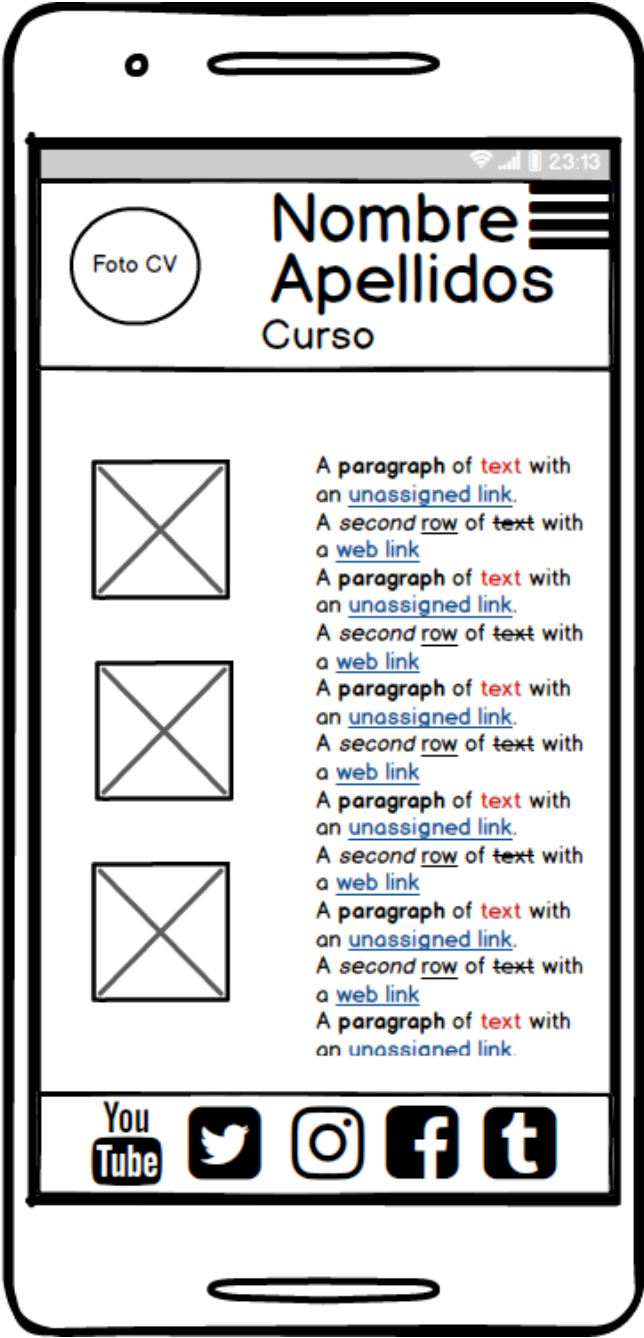 23:13
Foto CV
Nombre
Apellidos
Curso
A paragraph of text with
an unassigned link.
A second row of text with
a web link
A paragraph of text with
an unassigned link.
A second row of text with
a web link
A paragraph of text with
an unassigned link.
A second row of text with
a web link
A paragraph of text with
an unassigned link.
A second row of text with
a web link
A paragraph of text with
an unassigned link.
A second row of text with
a web link
A paragraph of text with
an unassigned link.
You
Tube